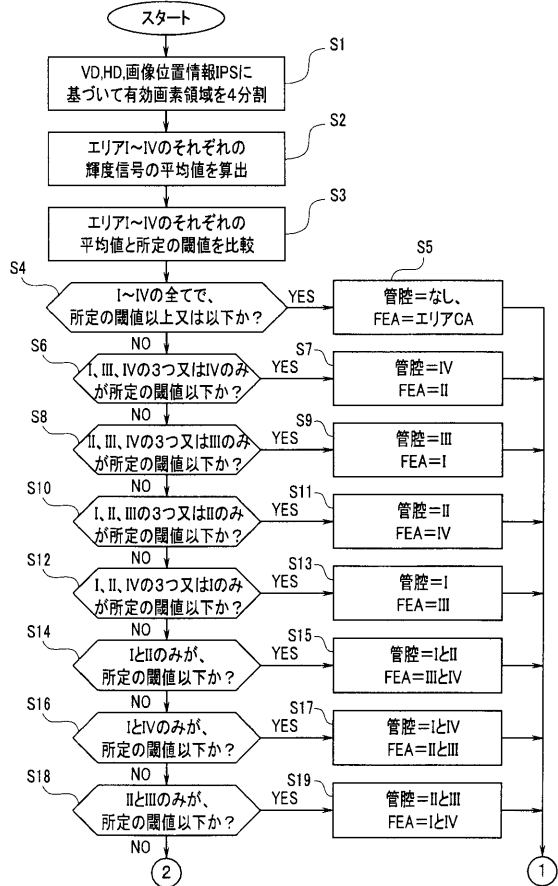 スタート
S1
VD,HD,画像位置情報IPSに
基づいて有効画素領域を4分割
S2
エリアI~IVのそれぞれの
輝度信号の平均値を算出
S3
エリアI~IVのそれぞれの
平均値と所定の閾値を比較
S4
I~IVの全てで、
所定の閾値以上又は以下か?
YES
NO
S5
管腔=なし、
FEA=エリアCA
S6
I、III、IVの3つ又はIVのみ
が所定の閾値以下か?
YES
NO
S7
管腔=IV
FEA=II
S8
II、III、IVの3つ又はIIIのみ
が所定の閾値以下か?
YES
NO
S9
管腔=III
FEA=I
S10
I、II、IIIの3つ又はIIのみ
が所定の閾値以下か?
YES
NO
S11
管腔=II
FEA=IV
S12
I、II、IVの3つ又はIのみ
が所定の閾値以下か?
YES
NO
S13
管腔=I
FEA=III
S14
IとIIのみが、
所定の閾値以下か?
YES
NO
S15
管腔=IとII
FEA=IIIとIV
S16
IとIVのみが、
所定の閾値以下か?
YES
NO
S17
管腔=IとIV
FEA=IIとIII
S18
IIとIIIのみが、
所定の閾値以下か?
YES
NO
S19
管腔=IIとIII
FEA=IとIV
2
1